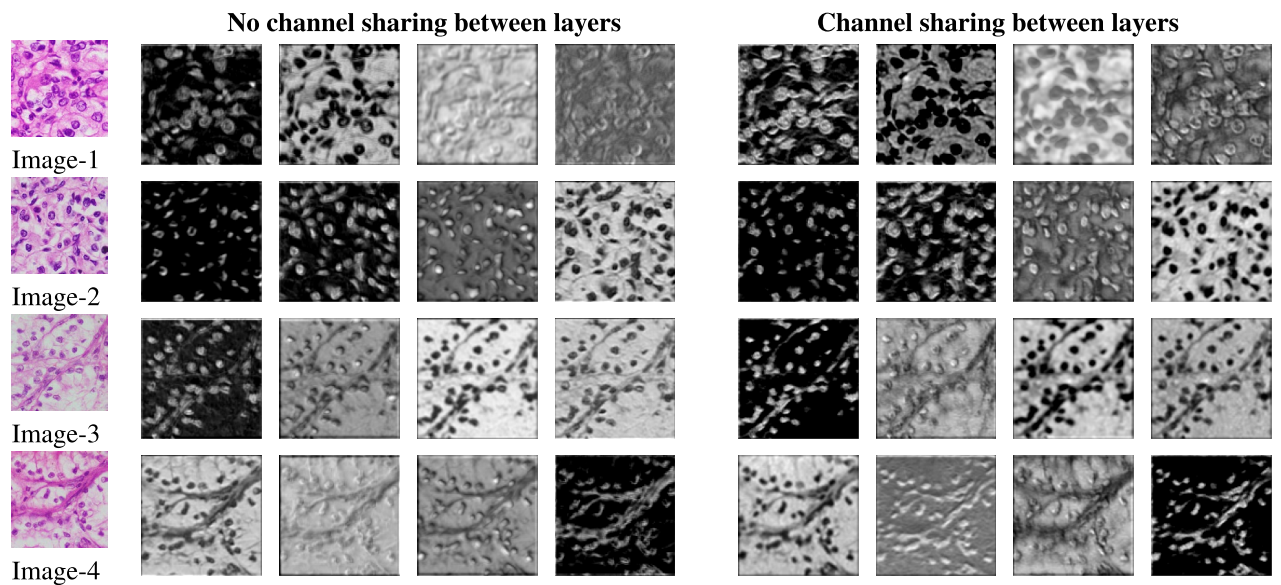 No channel sharing between layers
Channel sharing between layers
Image-1
Image-2
Image-3
Image-4